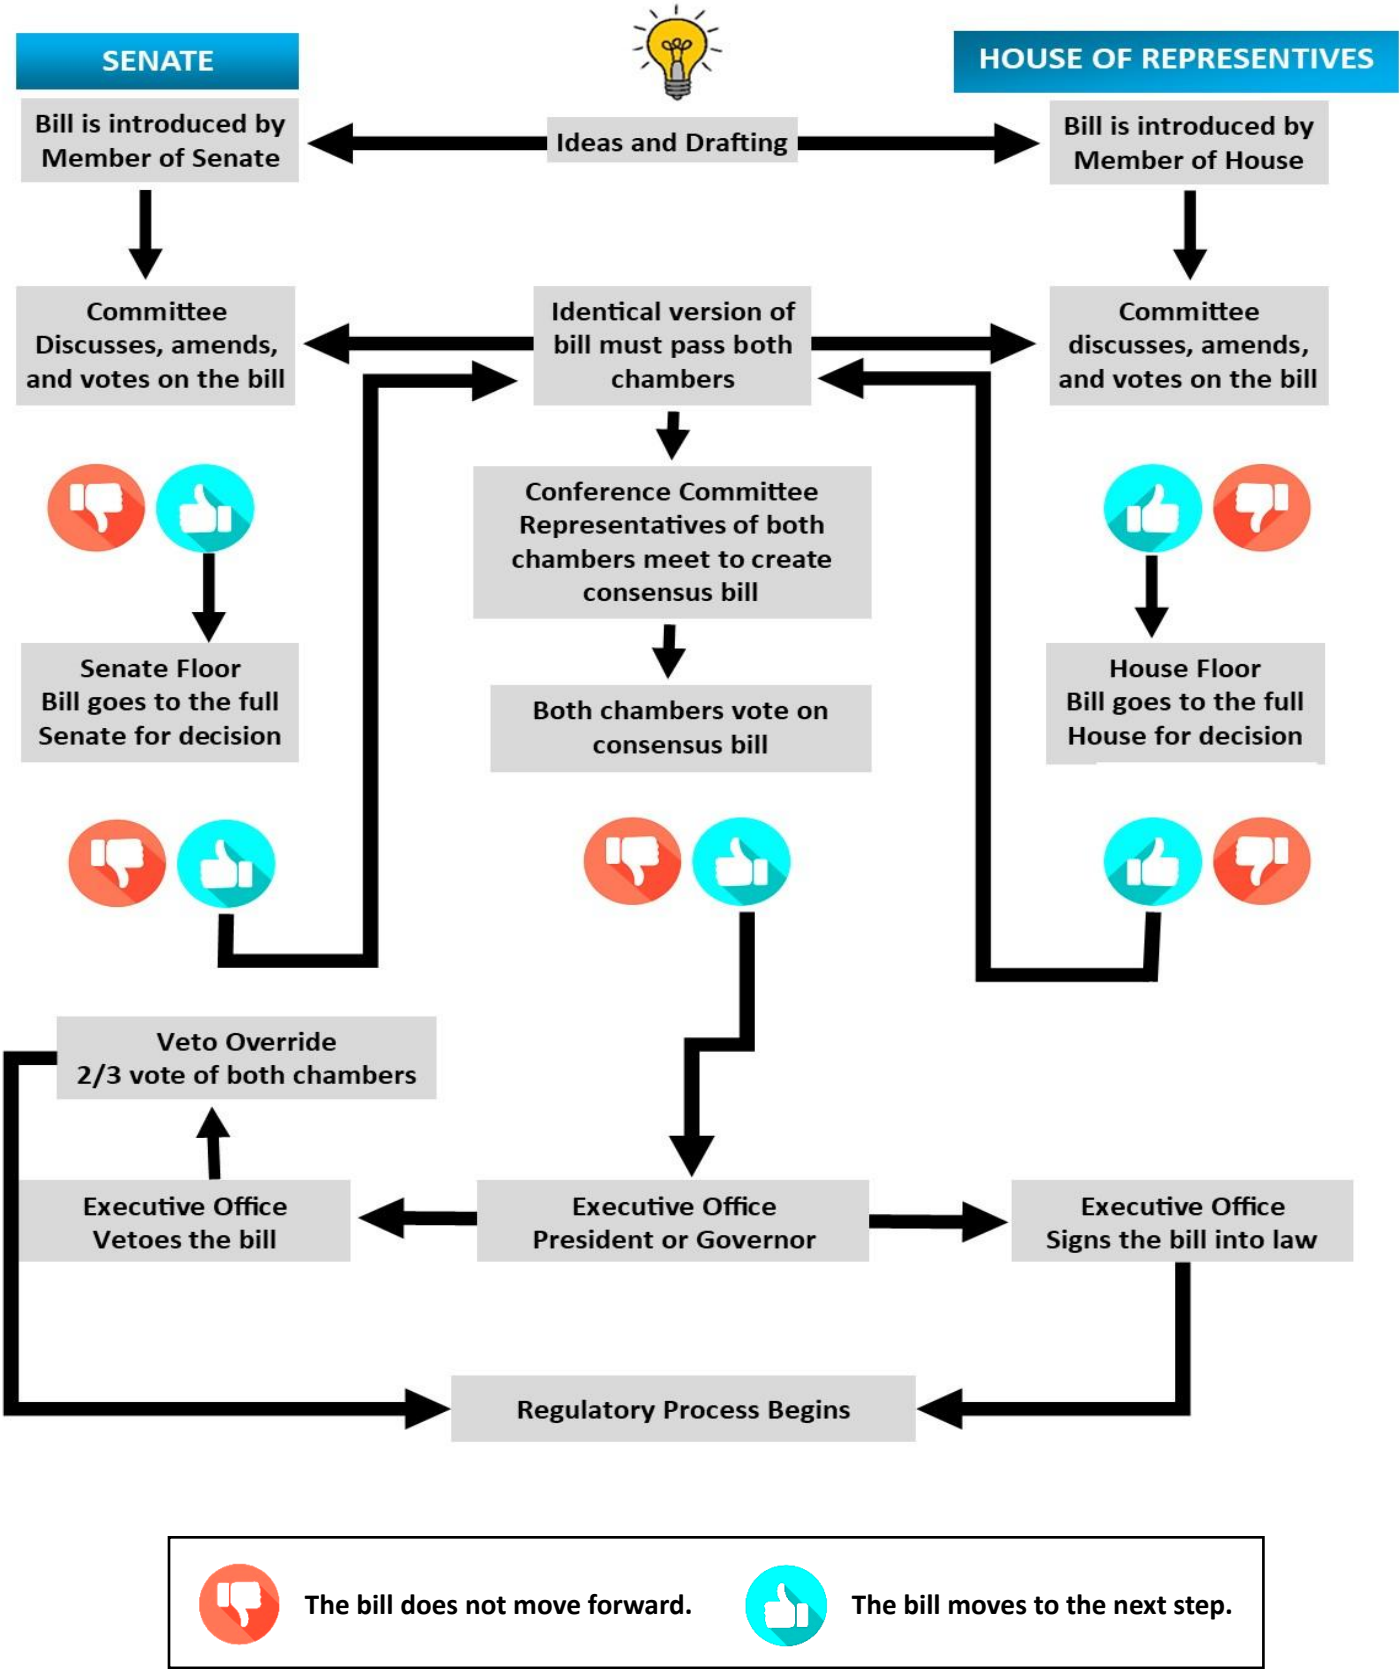 SENATE
HOUSE OF REPRESENTIVES
Bill is introduced by
Member of Senate
Ideas and Drafting
Bill is introduced by
Member of House
Committee
Discusses, amends,
and votes on the bill
Identical version of
bill must pass both
chambers
Committee
discusses, amends,
and votes on the bill
Conference Committee
Representatives of both
chambers meet to create
consensus bill
Senate Floor
Bill goes to the full
Senate for decision
Both chambers vote on
consensus bill
House Floor
Bill goes to the full
House for decision
Veto Override
2/3 vote of both chambers
Executive Office
Vetoes the bill
Executive Office
President or Governor
Executive Office
Signs the bill into law
Regulatory Process Begins
The bill does not move forward.
The bill moves to the next step.